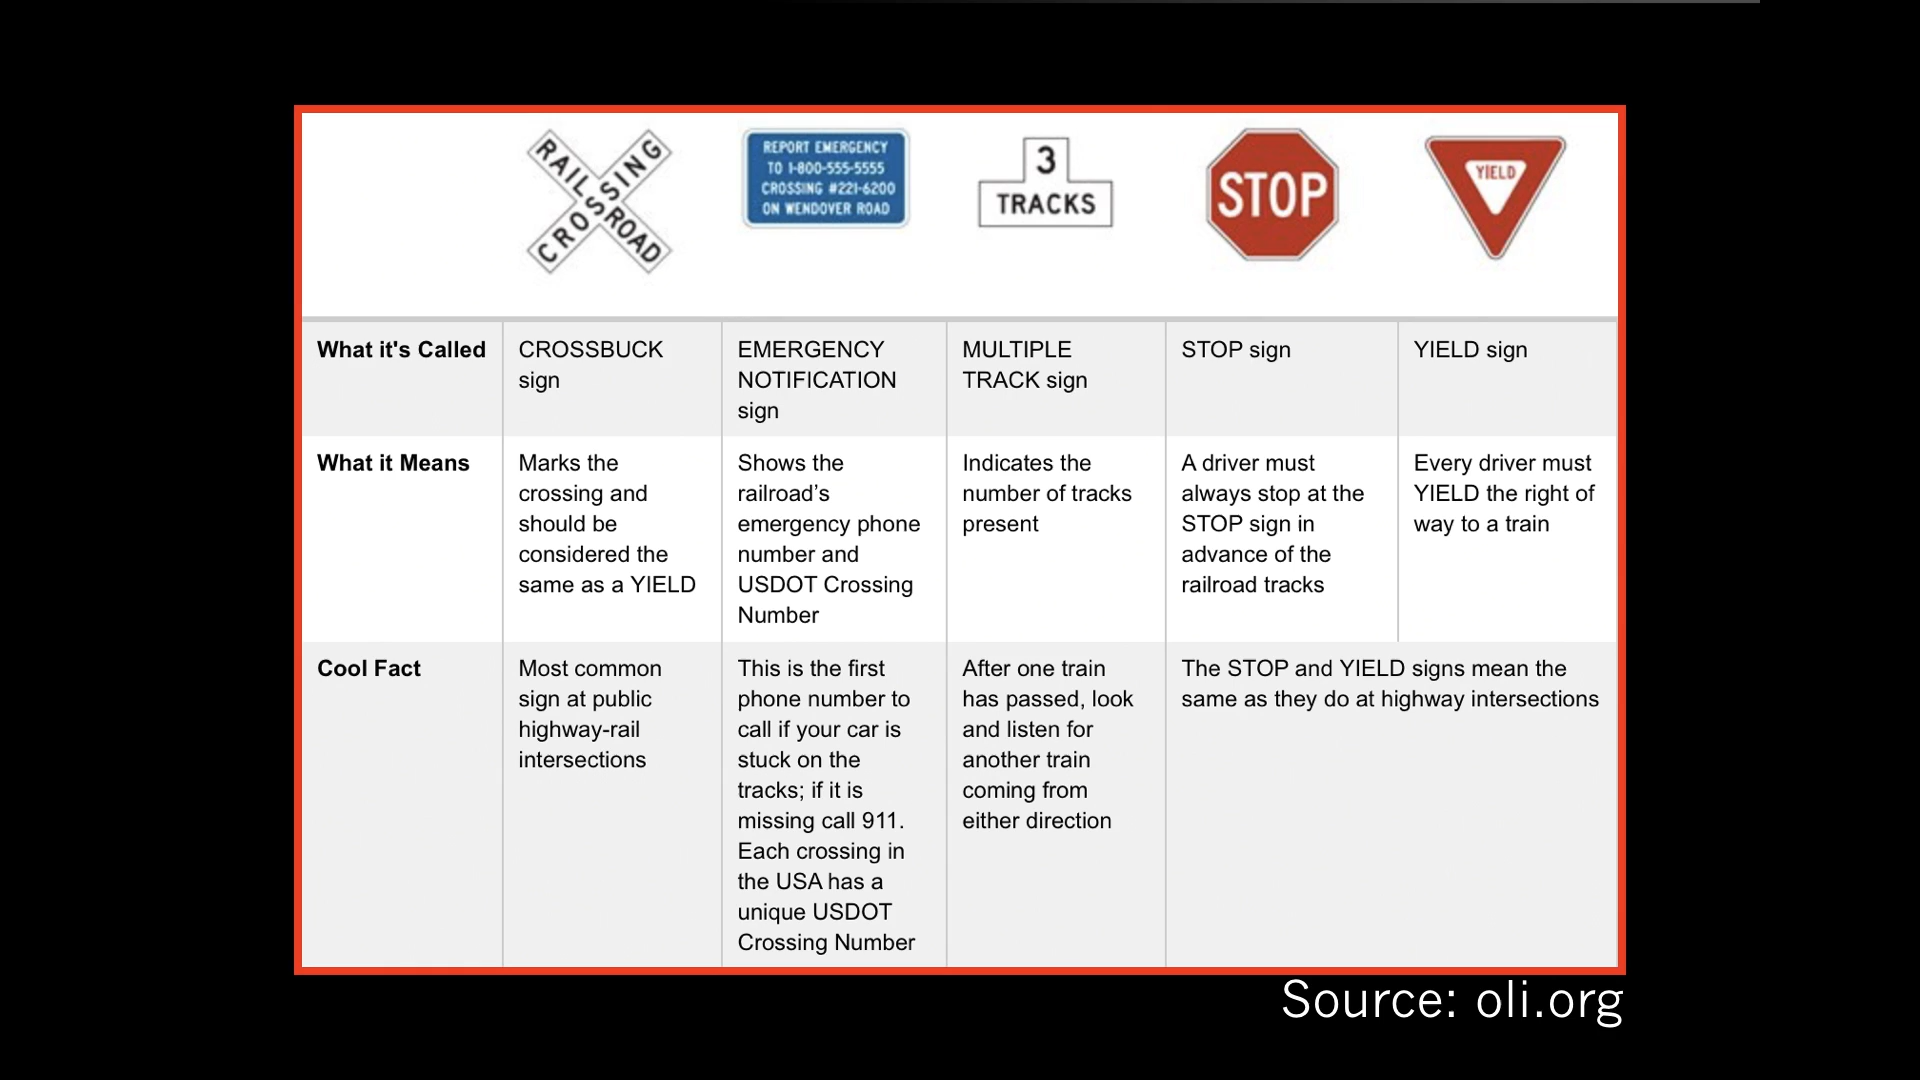 RAILROAD
CROSSING
REPORT EMERGENCY
TO 1-800-555-5555
CROSSING #221-6200
ON WENDOVER ROAD
3
TRACKS
STOP
YIELD
What it's Called
CROSSBUCK
sign
EMERGENCY
NOTIFICATION
sign
MULTIPLE
TRACK sign
STOP sign
YIELD sign
What it Means
Marks the
crossing and
should be
considered the
same as a YIELD
Shows the
railroad’s
emergency phone
number and
USDOT Crossing
Number
Indicates the
number of tracks
present
A driver must
always stop at the
STOP sign in
advance of the
railroad tracks
Every driver must
YIELD the right of
way to a train
Cool Fact
Most common
sign at public
highway-rail
intersections
This is the first
phone number to
call if your car is
stuck on the
tracks; if it is
missing call 911.
Each crossing in
the USA has a
unique USDOT
Crossing Number
After one train
has passed, look
and listen for
another train
coming from
either direction
The STOP and YIELD signs mean the
same as they do at highway intersections
Source: oli.org